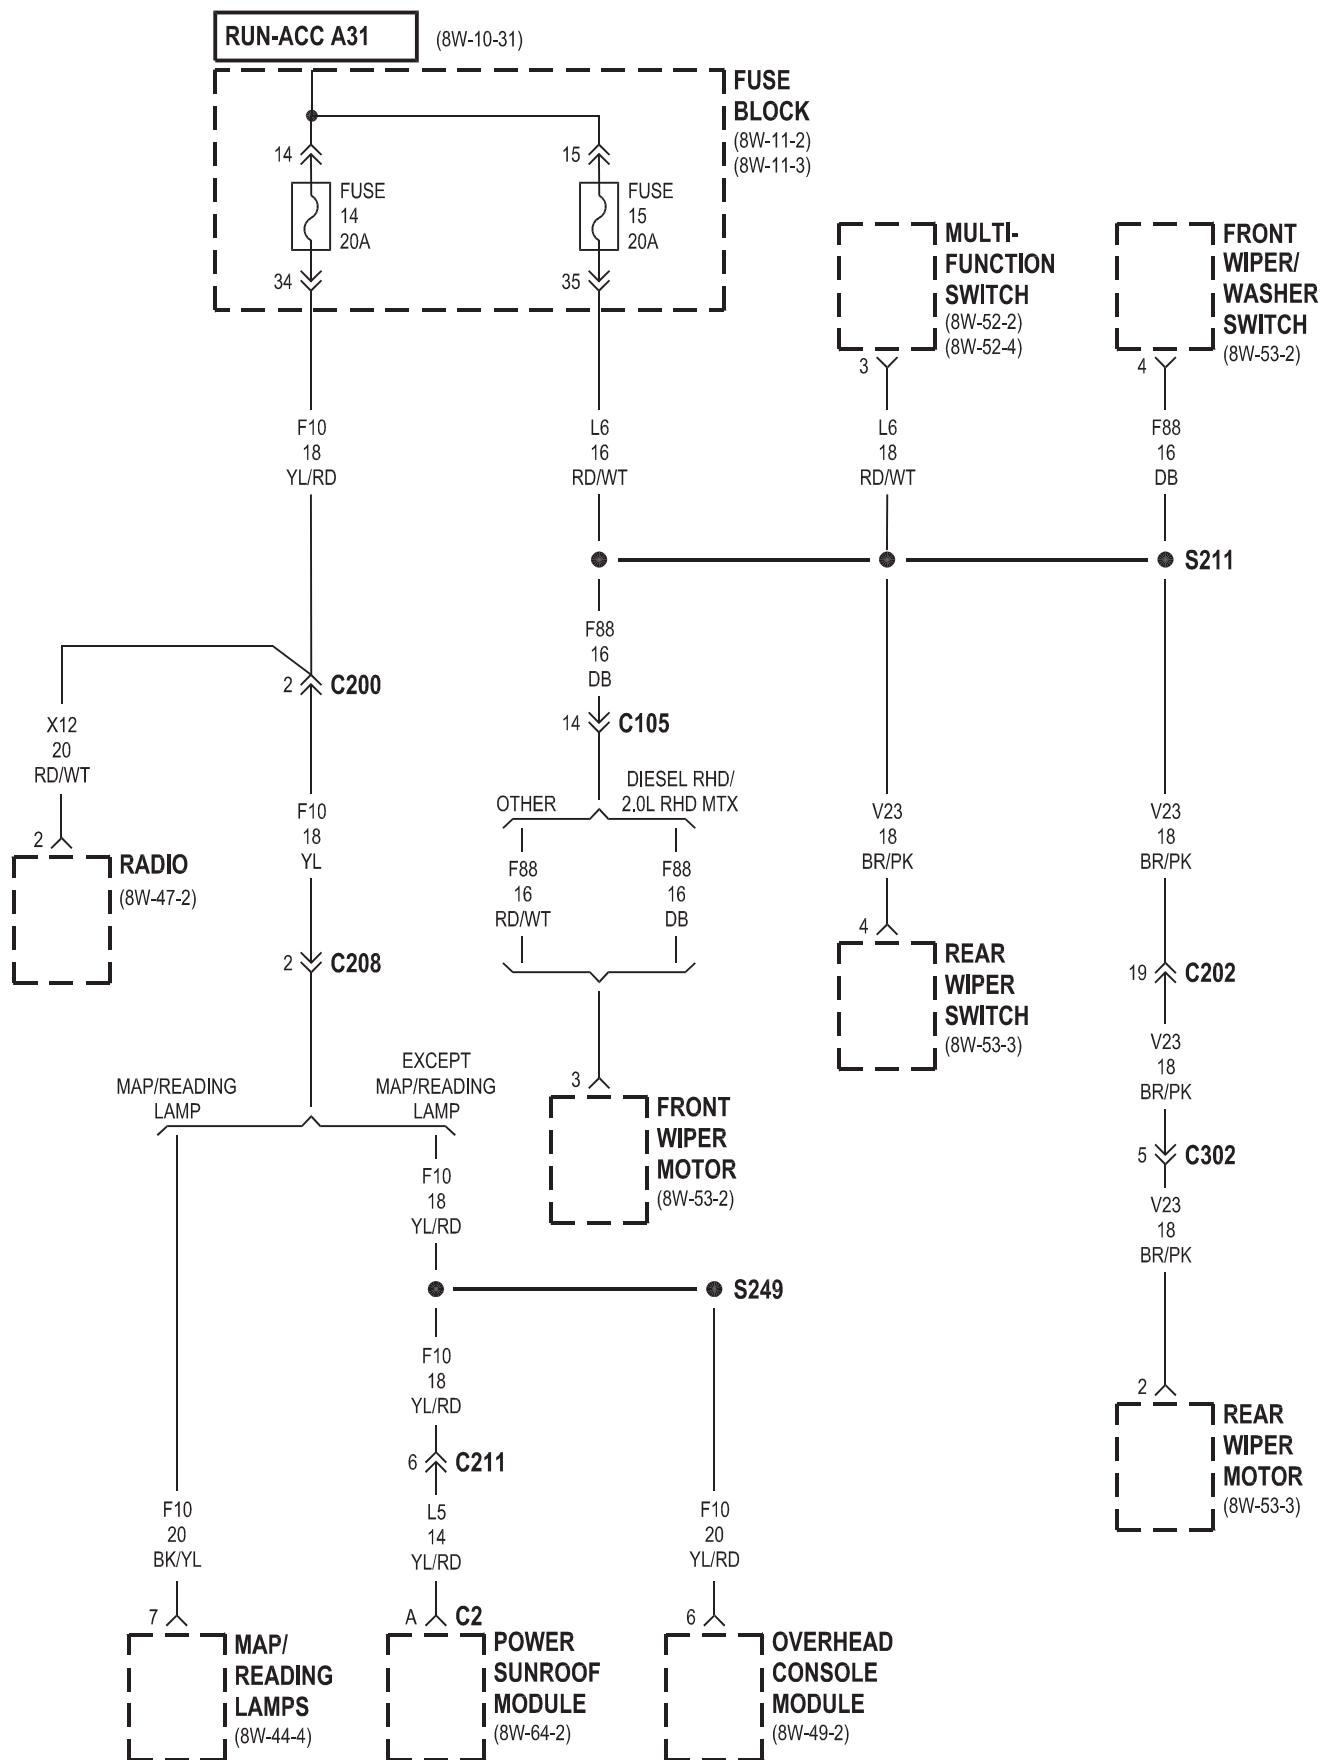 RUN-ACC A31
(8W-10-31)
FUSE
BLOCK
(8W-11-2)
(8W-11-3)
14
FUSE
14
20A
34
15
FUSE
15
20A
35
MULTI-
FUNCTION
SWITCH
(8W-52-2)
(8W-52-4)
3
FRONT
WIPER/
WASHER
SWITCH
(8W-53-2)
4
F10
18
YL/RD
L6
16
RD/WT
L6
18
RD/WT
F88
16
DB
S211
F88
16
DB
2
C200
14
C105
X12
20
RD/WT
2
RADIO
(8W-47-2)
F10
18
YL
2
C208
OTHER
DIESEL RHD/
2.0L RHD MTX
F88
16
RD/WT
F88
16
DB
V23
18
BR/PK
4
REAR
WIPER
SWITCH
(8W-53-3)
V23
18
BR/PK
19
C202
V23
18
BR/PK
5
C302
V23
18
BR/PK
MAP/READING
LAMP
EXCEPT
MAP/READING
LAMP
3
FRONT
WIPER
MOTOR
(8W-53-2)
F10
18
YL/RD
S249
F10
18
YL/RD
6
C211
2
REAR
WIPER
MOTOR
(8W-53-3)
F10
20
BK/YL
L5
14
YL/RD
F10
20
YL/RD
7
MAP/
READING
LAMPS
(8W-44-4)
A
C2
POWER
SUNROOF
MODULE
(8W-64-2)
6
OVERHEAD
CONSOLE
MODULE
(8W-49-2)